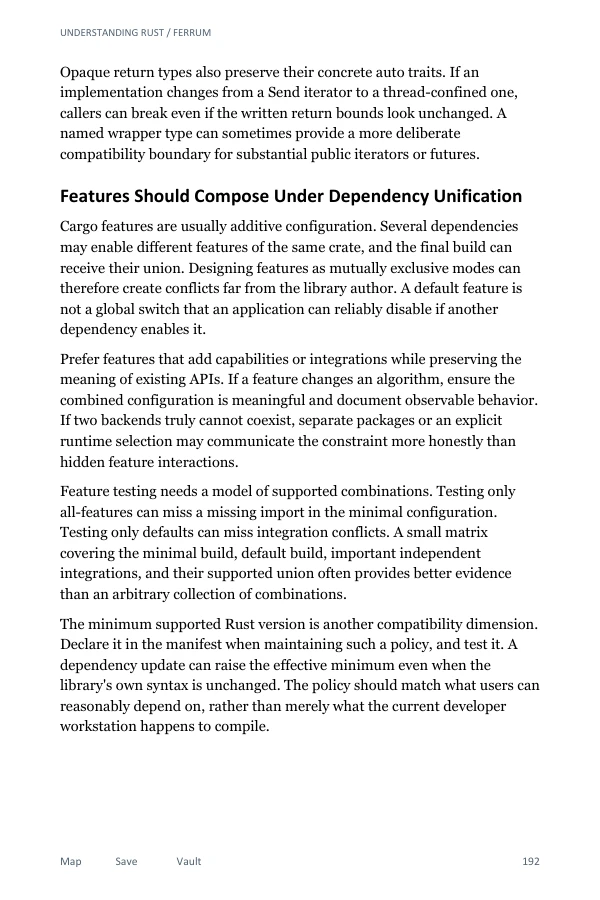 UNDERSTANDING RUST / FERRUM
Opaque return types also preserve their concrete auto traits. If an
implementation changes from a Send iterator to a thread-confined one,
callers can break even if the written return bounds look unchanged. A
named wrapper type can sometimes provide a more deliberate
compatibility boundary for substantial public iterators or futures.
Features Should Compose Under Dependency Unification
Cargo features are usually additive configuration. Several dependencies
may enable different features of the same crate, and the final build can
receive their union. Designing features as mutually exclusive modes can
therefore create conflicts far from the library author. A default feature is
not a global switch that an application can reliably disable if another
dependency enables it.
Prefer features that add capabilities or integrations while preserving the
meaning of existing APIs. If a feature changes an algorithm, ensure the
combined configuration is meaningful and document observable behavior.
If two backends truly cannot coexist, separate packages or an explicit
runtime selection may communicate the constraint more honestly than
hidden feature interactions.
Feature testing needs a model of supported combinations. Testing only
all-features can miss a missing import in the minimal configuration.
Testing only defaults can miss integration conflicts. A small matrix
covering the minimal build, default build, important independent
integrations, and their supported union often provides better evidence
than an arbitrary collection of combinations.
The minimum supported Rust version is another compatibility dimension.
Declare it in the manifest when maintaining such a policy, and test it. A
dependency update can raise the effective minimum even when the
library's own syntax is unchanged. The policy should match what users can
reasonably depend on, rather than merely what the current developer
workstation happens to compile.
Map Save Vault 192